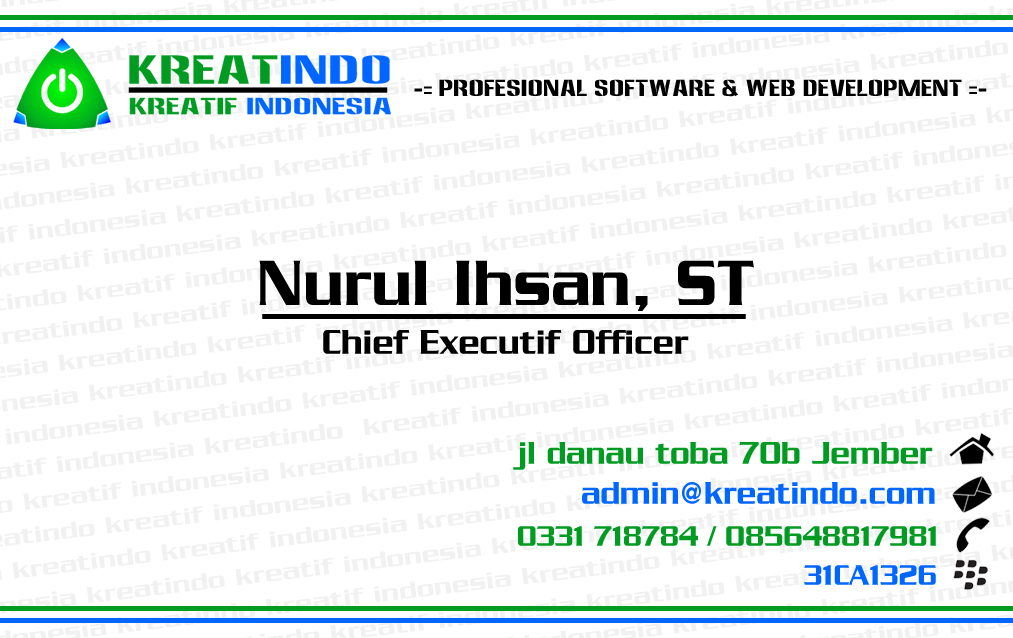 KREATINDO
KREATIF INDONESIA
-= PROFESIONAL SOFTWARE & WEB DEVELOPMENT =-
Nurul Ihsan, ST
Chief Executif Officer
jl danau toba 70b Jember
admin@kreatindo.com
0331 718784 / 085648817981
31CA1326